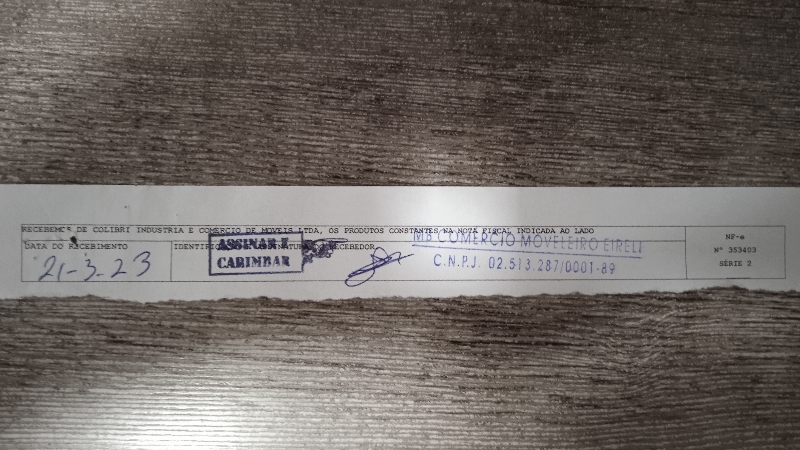 RECEBEMOS DE COLIBRI INDUSTRIA E COMERCIO DE MOVEIS LTDA, OS PRODUTOS CONSTANTES NA NOTA FISCAL INDICADA AO LADO
DATA DO RECEBIMENTO
21-3-23
ASSINAR E
CARIMBAR
RECEBEDOR
MB COMERCIO MOVELEIRO EIRELI
C.N.P.J. 02.513.287/0001-89
NF-e
Nº 353403
SÉRIE 2